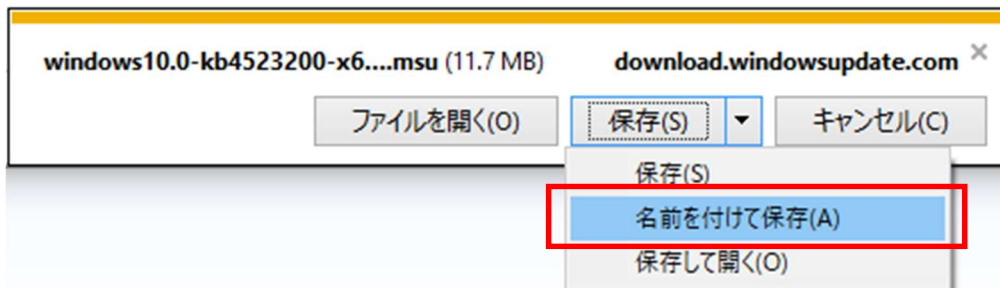 windows10.0-kb4523200-x6....msu (11.7 MB) download.windowsupdate.com ×
ファイルを開く(O) 保存(S) ▼ キャンセル(C)
保存(S)
名前を付けて保存(A)
保存して開く(O)